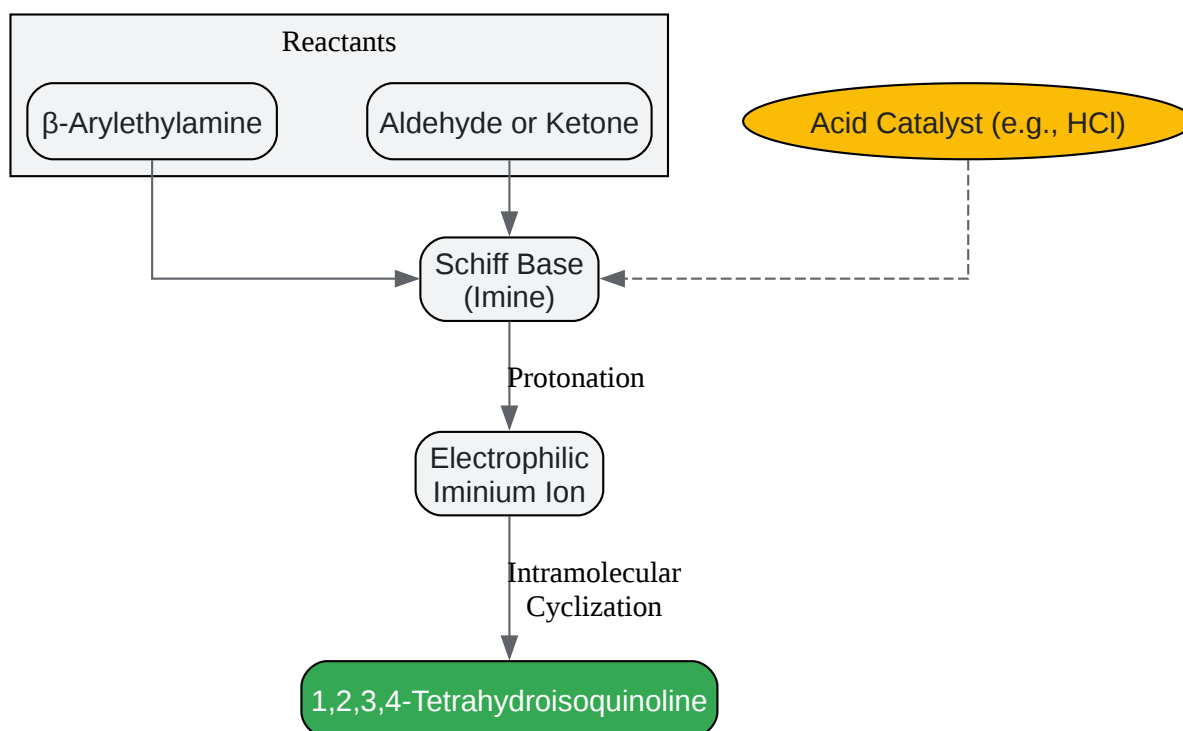 Reactants
β-Arylethylamine
Aldehyde or Ketone
Acid Catalyst (e.g., HCl)
Schiff Base
(Imine)
Protonation
Electrophilic
Iminium Ion
Intramolecular
Cyclization
1,2,3,4-Tetrahydroisoquinoline